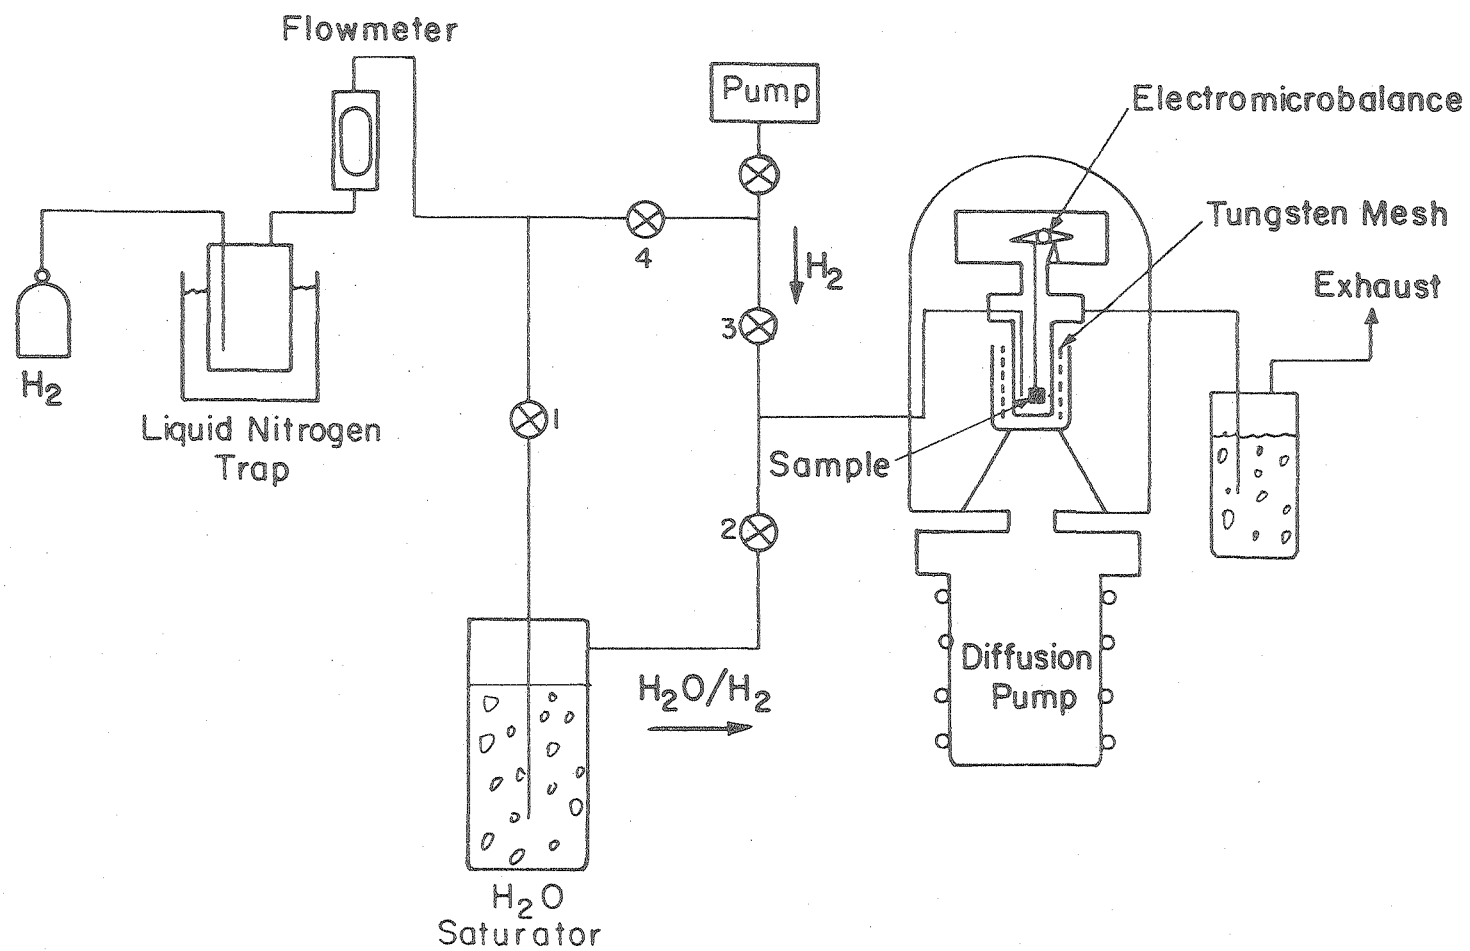 Flowmeter
Pump
Electromicrobalance
Tungsten Mesh
Exhaust
4
H₂
3
H₂
Liquid Nitrogen
Trap
1
Sample
2
H₂O/H₂
Diffusion
Pump
H₂O
Saturator